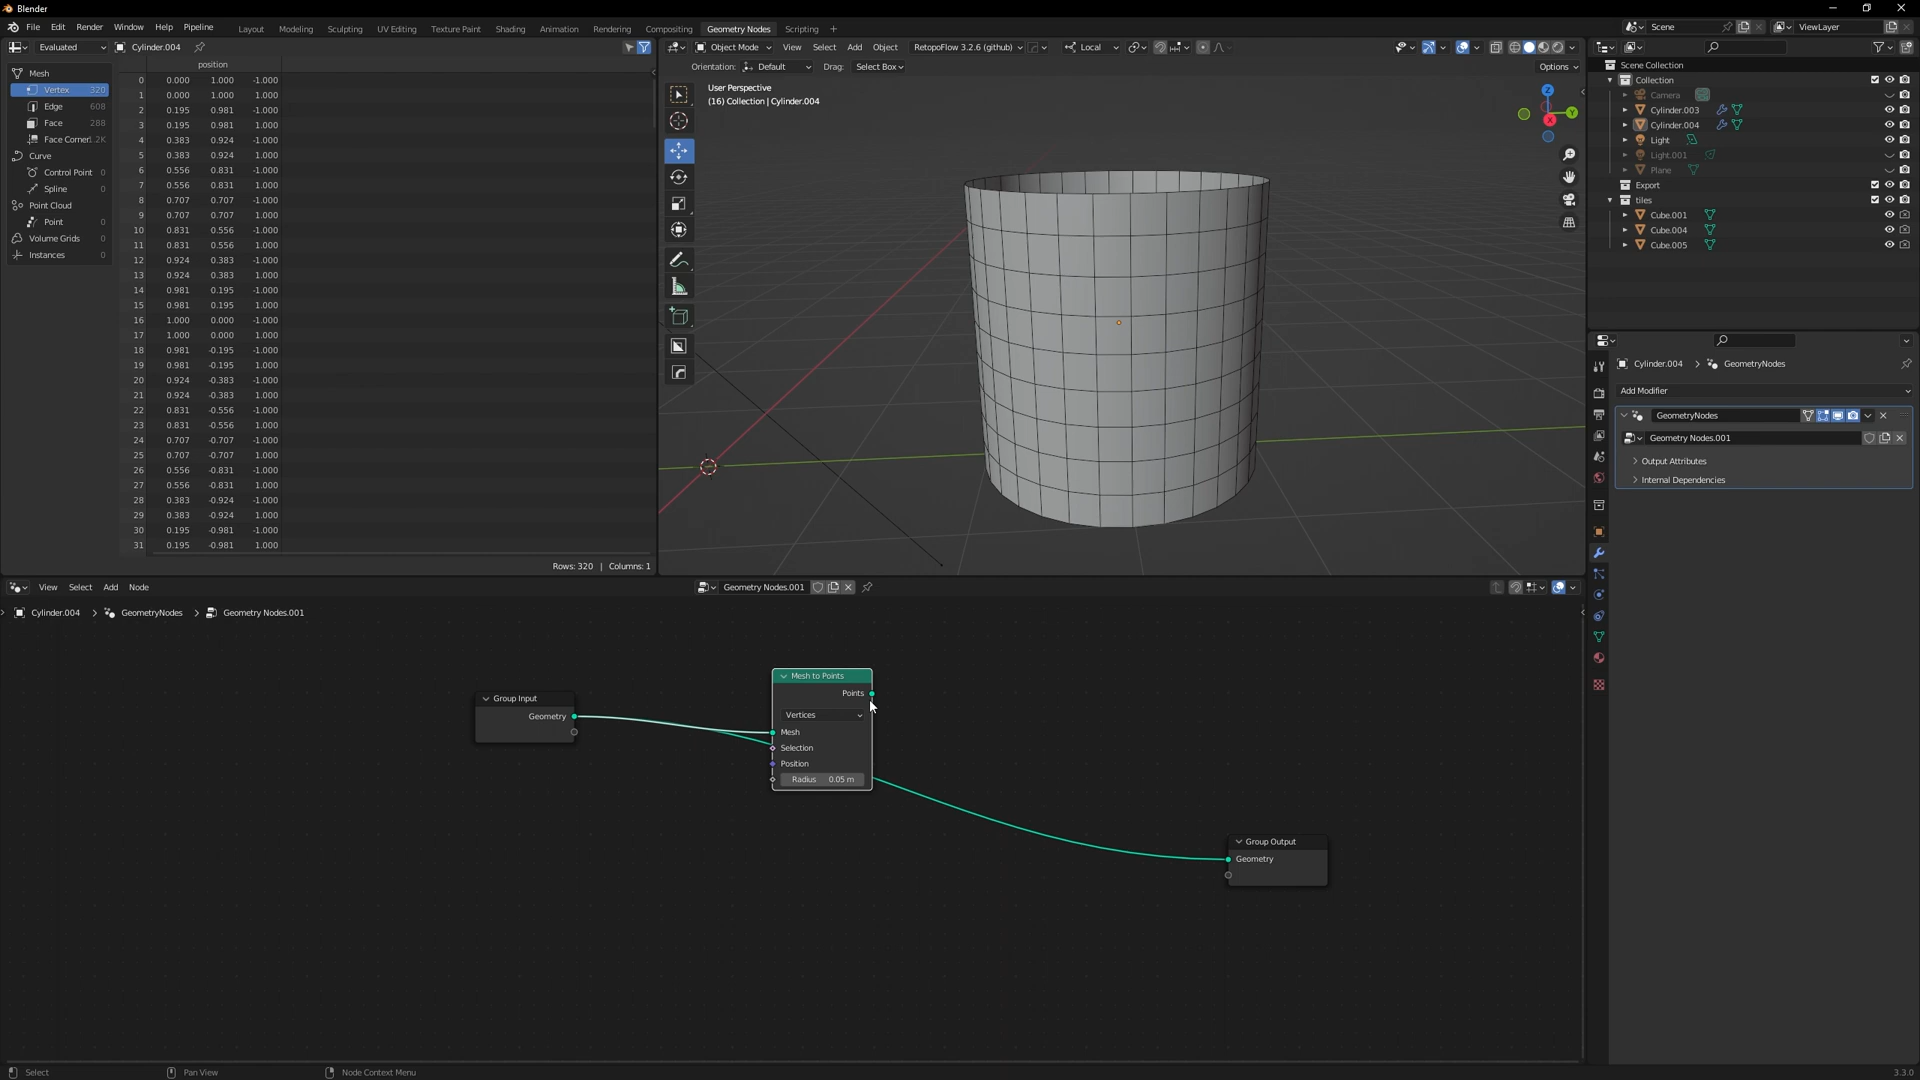 Blender
File Edit Render Window Help Pipeline Layout Modeling Sculpting UV Editing Texture Paint Shading Animation Rendering Compositing Geometry Nodes Scripting + Scene ViewLayer
Evaluated Cylinder.004
position
Mesh
Vertex 320
Edge 608
Face 288
Face Corner 1.2K
Curve
Control Point 0
Spline 0
Point Cloud
Point 0
Volume Grids 0
Instances 0
0 0.000 1.000 -1.000
1 0.000 1.000 1.000
2 0.195 0.981 -1.000
3 0.195 0.981 1.000
4 0.383 0.924 -1.000
5 0.383 0.924 1.000
6 0.556 0.831 -1.000
7 0.556 0.831 1.000
8 0.707 0.707 -1.000
9 0.707 0.707 1.000
10 0.831 0.556 -1.000
11 0.831 0.556 1.000
12 0.924 0.383 -1.000
13 0.924 0.383 1.000
14 0.981 0.195 -1.000
15 0.981 0.195 1.000
16 1.000 0.000 -1.000
17 1.000 0.000 1.000
18 0.981 -0.195 -1.000
19 0.981 -0.195 1.000
20 0.924 -0.383 -1.000
21 0.924 -0.383 1.000
22 0.831 -0.556 -1.000
23 0.831 -0.556 1.000
24 0.707 -0.707 -1.000
25 0.707 -0.707 1.000
26 0.556 -0.831 -1.000
27 0.556 -0.831 1.000
28 0.383 -0.924 -1.000
29 0.383 -0.924 1.000
30 0.195 -0.981 -1.000
31 0.195 -0.981 1.000
Rows: 320 | Columns: 1
Object Mode View Select Add Object RetopoFlow 3.2.6 (github) Local
Orientation: Default Drag: Select Box Options
User Perspective
(16) Collection | Cylinder.004
Z
Y
X
Scene Collection
Collection
Camera
Cylinder.003
Cylinder.004
Light
Light.001
Plane
Export
tiles
Cube.001
Cube.004
Cube.005
Cylinder.004 > GeometryNodes
Add Modifier
GeometryNodes
Geometry Nodes.001
Output Attributes
Internal Dependencies
View Select Add Node Geometry Nodes.001
Cylinder.004 > GeometryNodes > Geometry Nodes.001
Group Input
Geometry
Mesh to Points
Points
Vertices
Mesh
Selection
Position
Radius 0.05 m
Group Output
Geometry
Select Pan View Node Context Menu 3.3.0